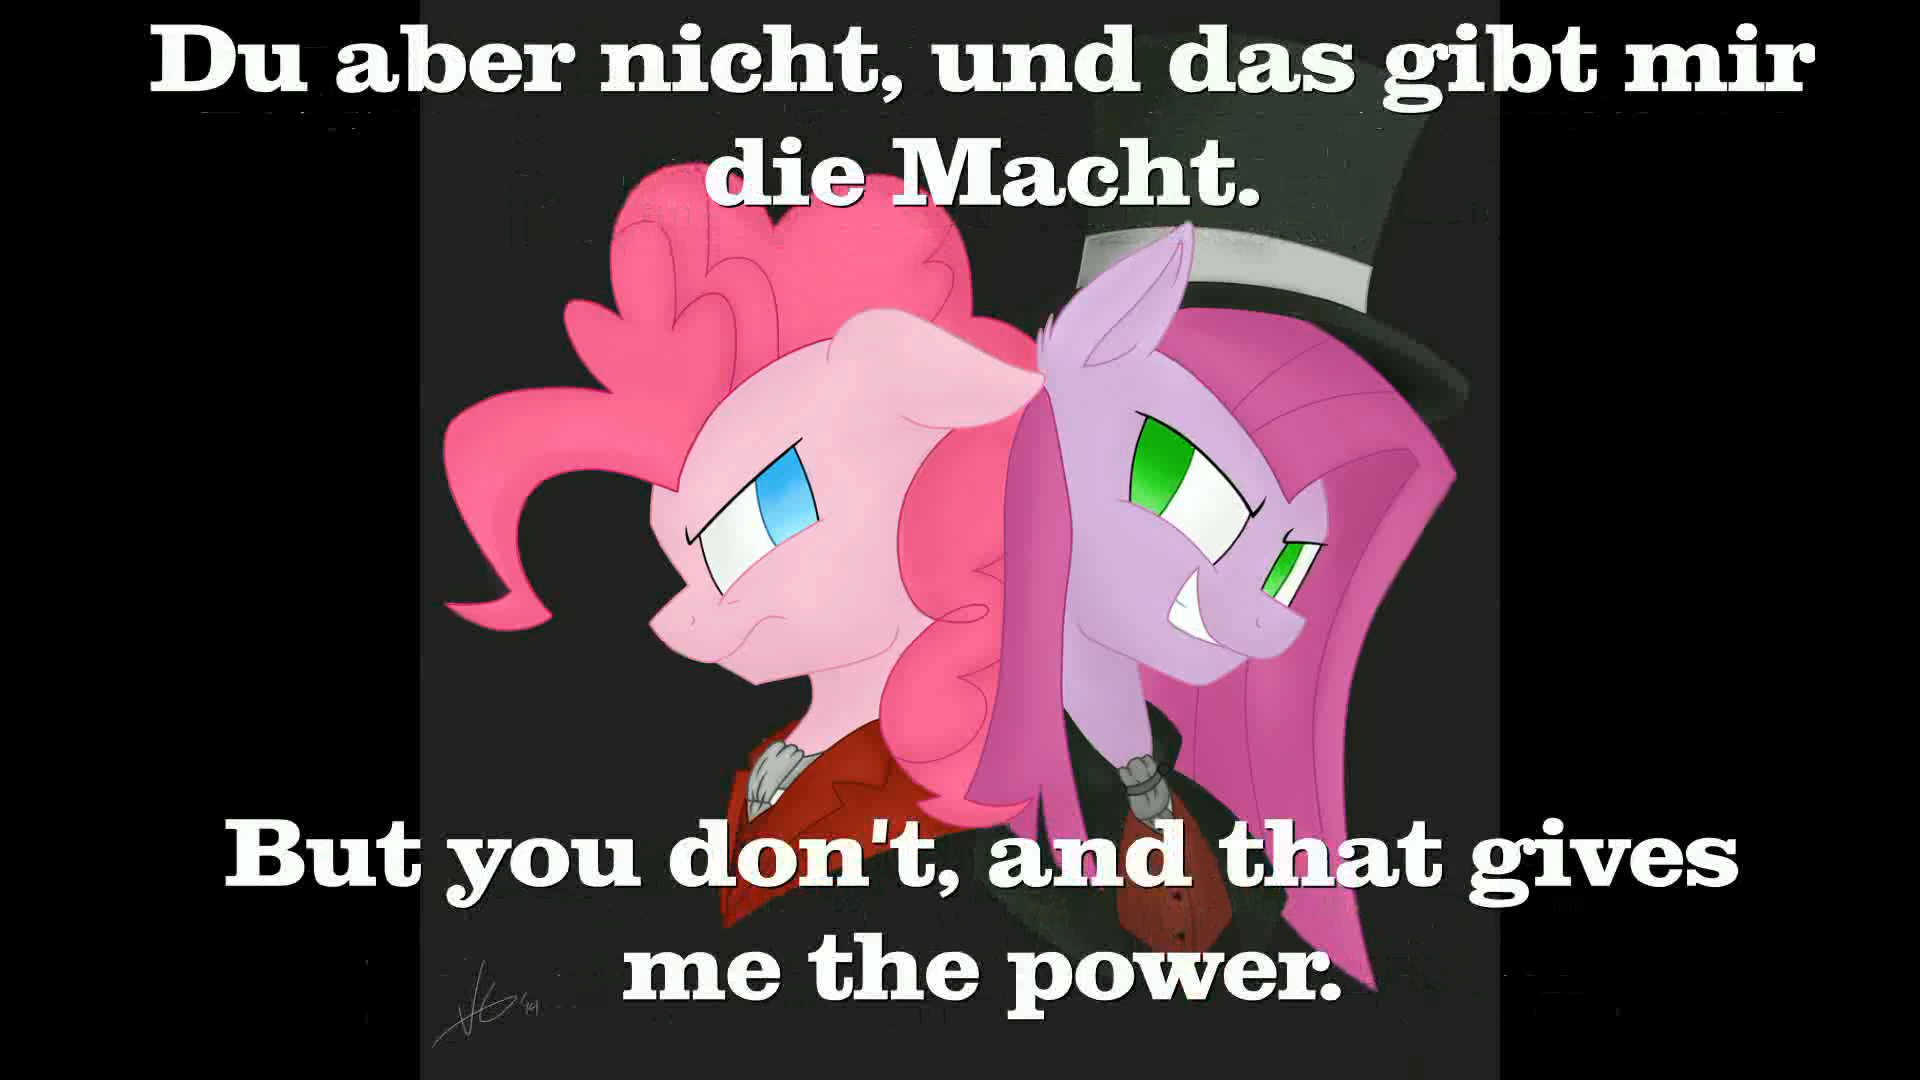 Du aber nicht, und das gibt mir
die Macht.
But you don't, and that gives
me the power.